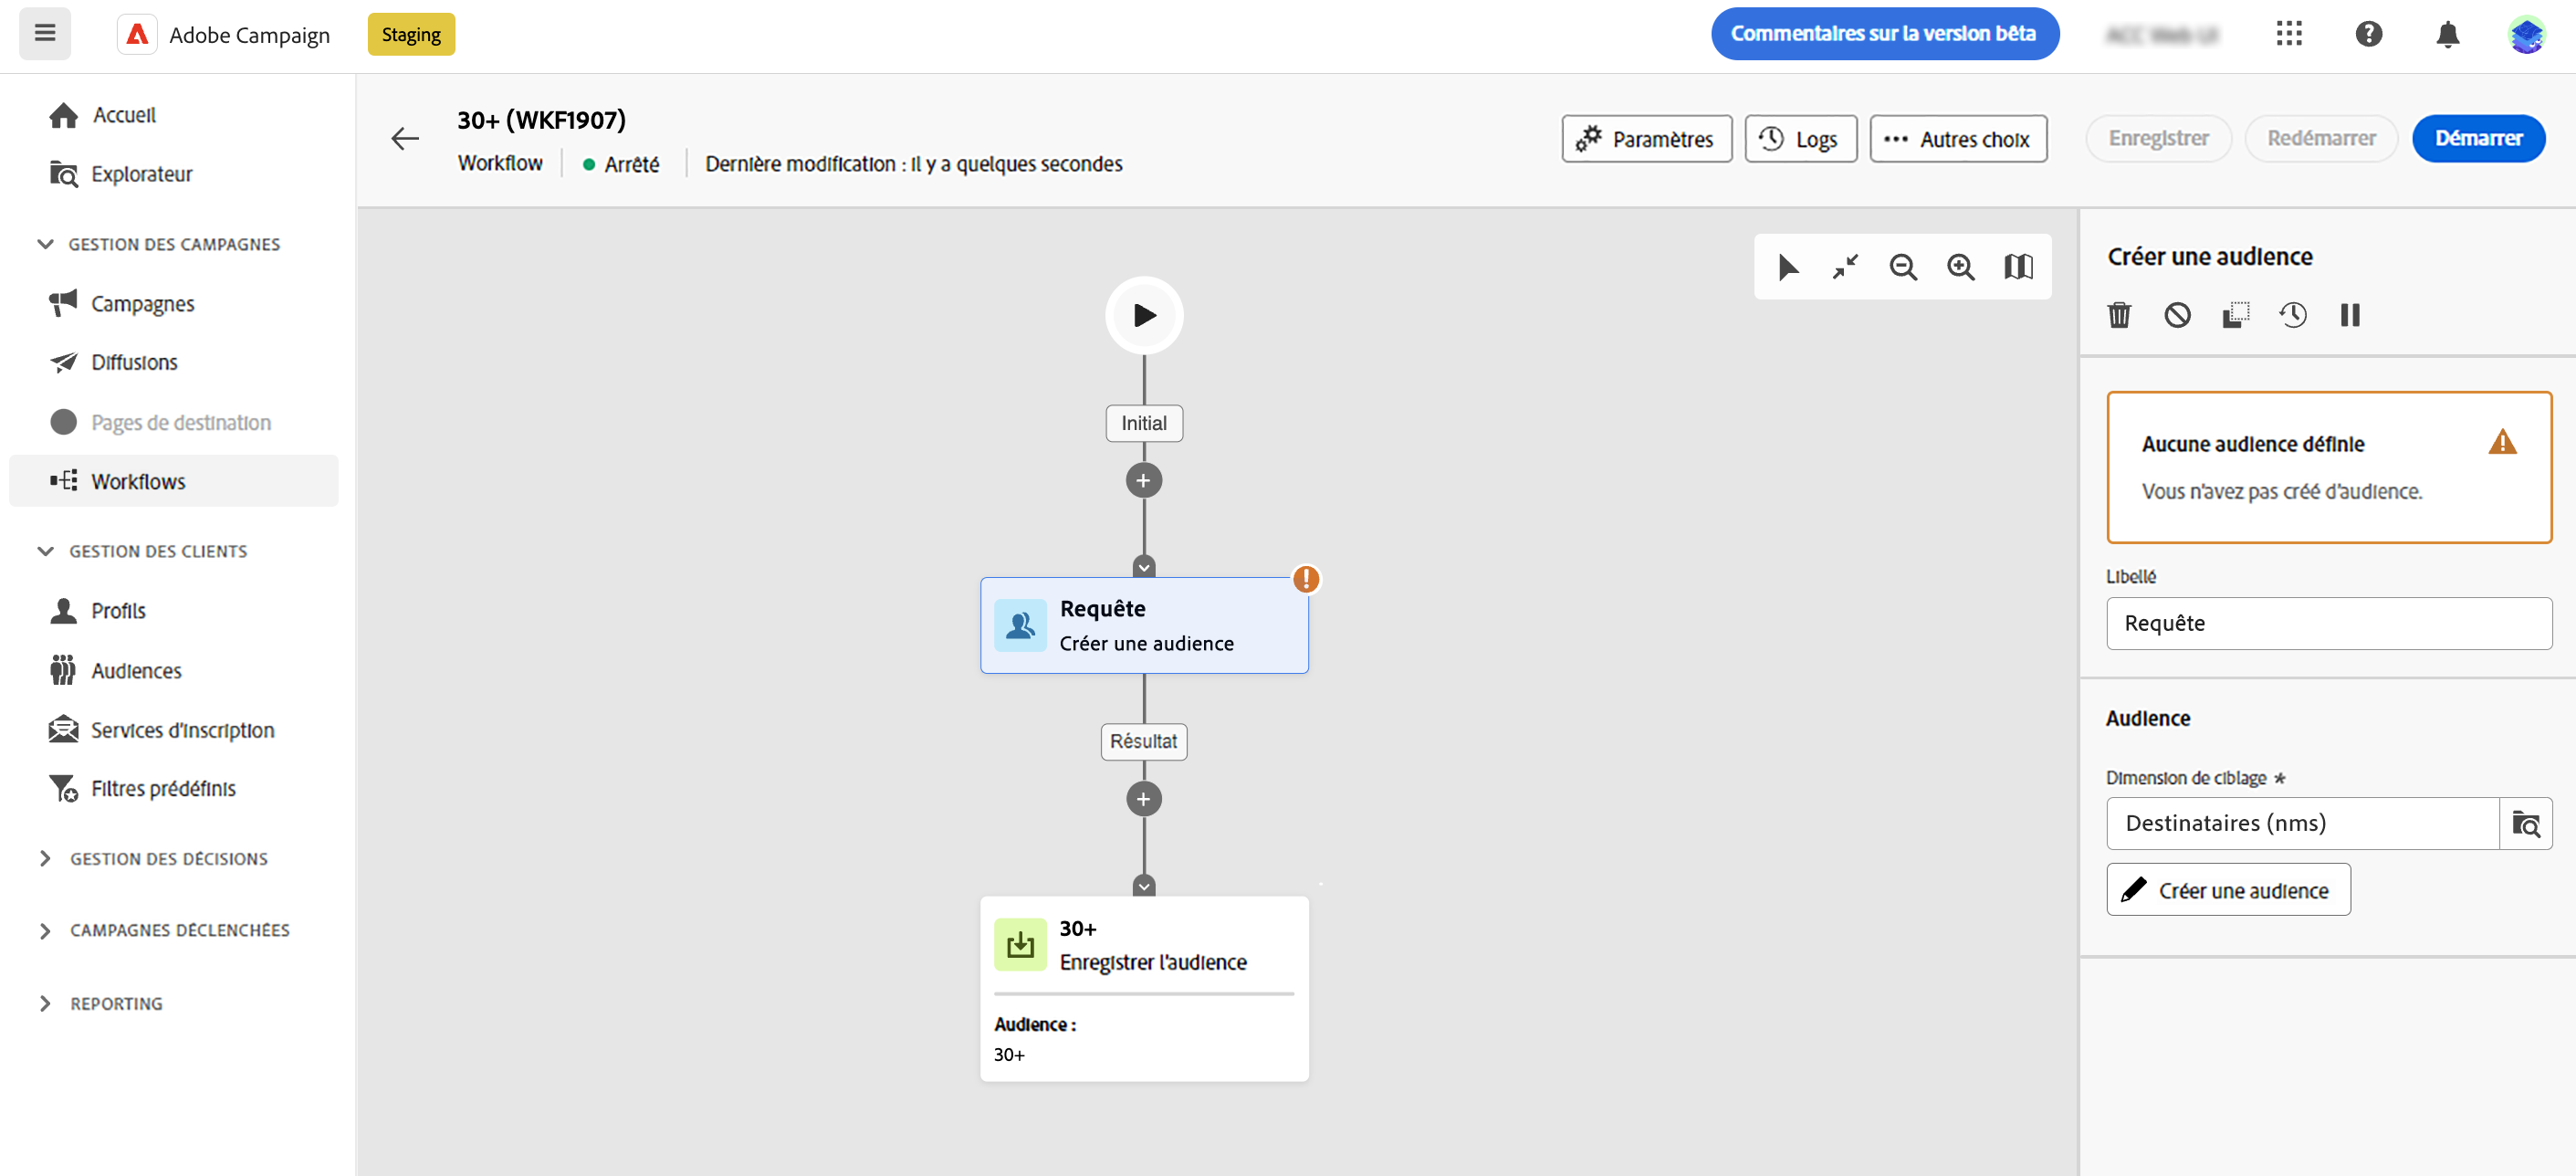 Adobe Campaign
Staging
Commentaires sur la version bêta
Accueil
Explorateur
GESTION DES CAMPAGNES
Campagnes
Diffusions
Pages de destination
Workflows
GESTION DES CLIENTS
Profils
Audiences
Services d'inscription
Filtres prédéfinis
GESTION DES DÉCISIONS
CAMPAGNES DÉCLENCHÉES
REPORTING
30+ (WKF1907)
Workflow
Arrêté
Dernière modification : il y a quelques secondes
Paramètres
Logs
Autres choix
Enregistrer
Redémarrer
Démarrer
Initial
Requête
Créer une audience
Résultat
30+
Enregistrer l'audience
Audience :
30+
Créer une audience
Aucune audience définie
Vous n'avez pas créé d'audience.
Libellé
Requête
Audience
Dimension de ciblage *
Destinataires (nms)
Créer une audience